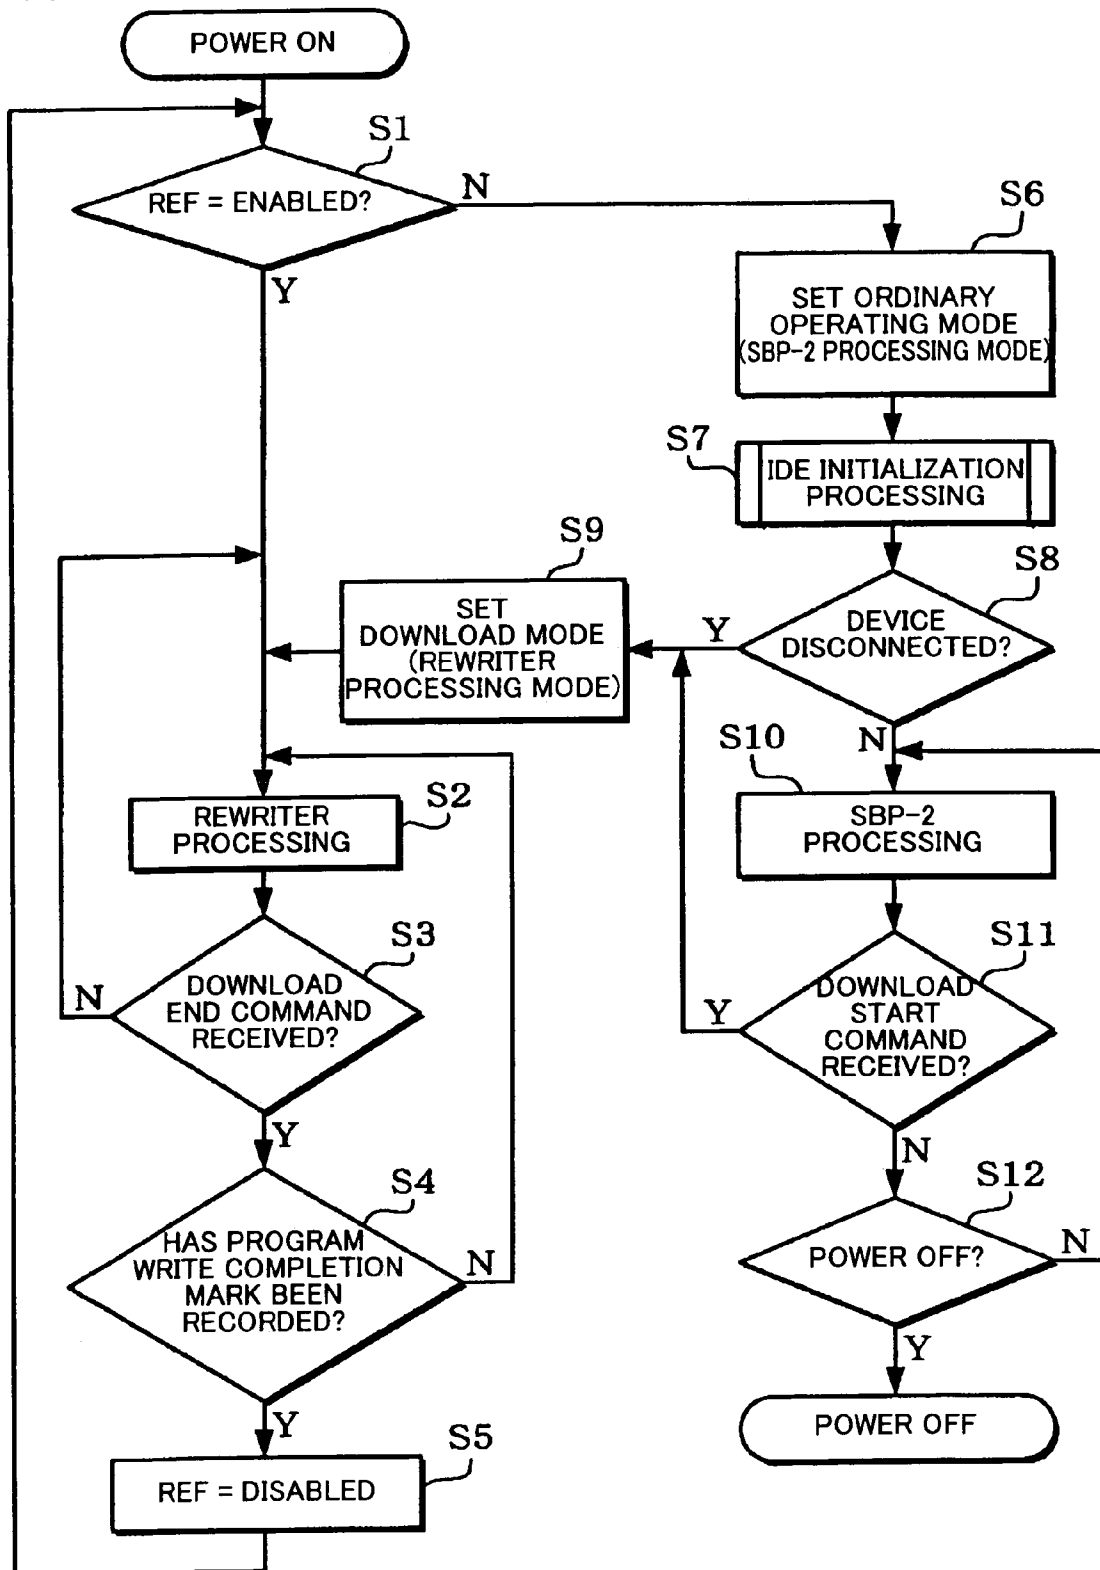 POWER ON
S1
REF = ENABLED?
N
Y
S6
SET ORDINARY
OPERATING MODE
(SBP-2 PROCESSING MODE)
S7
IDE INITIALIZATION
PROCESSING
S8
DEVICE
DISCONNECTED?
Y
N
S9
SET
DOWNLOAD MODE
(REWRITER
PROCESSING MODE)
S10
SBP-2
PROCESSING
S2
REWRITER
PROCESSING
S3
DOWNLOAD
END COMMAND
RECEIVED?
N
Y
S11
DOWNLOAD
START
COMMAND
RECEIVED?
Y
N
S4
HAS PROGRAM
WRITE COMPLETION
MARK BEEN
RECORDED?
N
Y
S12
POWER OFF?
N
Y
S5
REF = DISABLED
POWER OFF